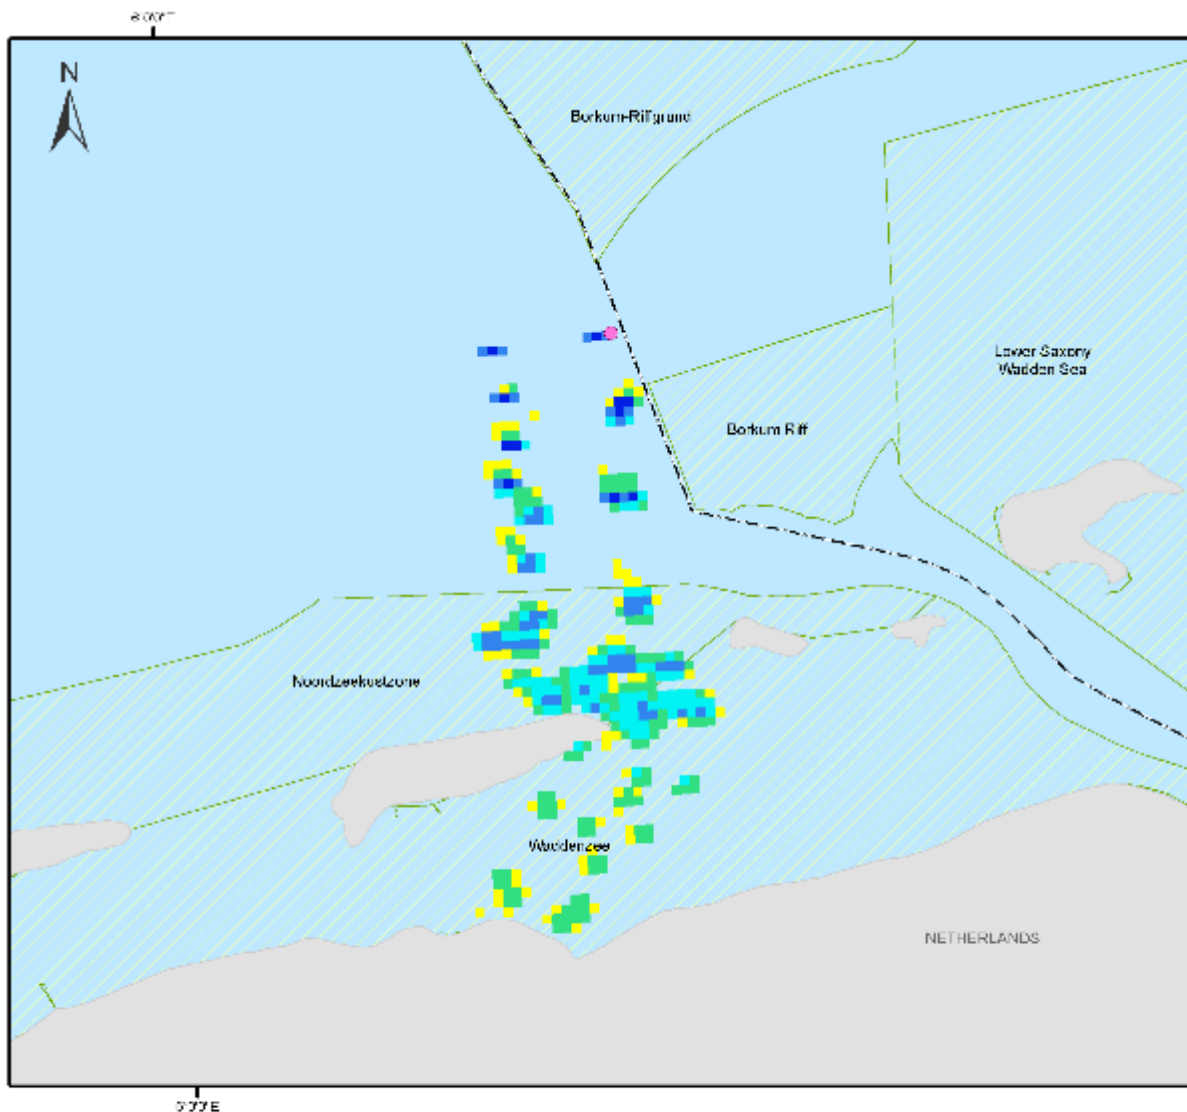 N
Borkum-Riffgrund
Lower Saxony
Wadden Sea
Borkum Riff
Noordzeekustzone
Waddenzee
NETHERLANDS